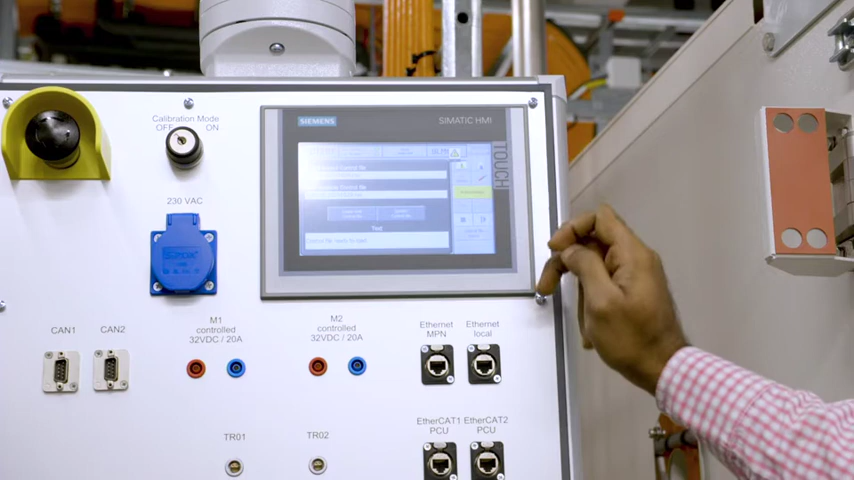 Calibration Mode
OFF ON
230 VAC
SIEMENS
SIMATIC HMI
TOUCH
Text
CAN1
CAN2
M1
controlled
32VDC / 20A
M2
controlled
32VDC / 20A
Ethernet
MPN
Ethernet
local
EtherCAT1
PCU
EtherCAT2
PCU
TR01
TR02